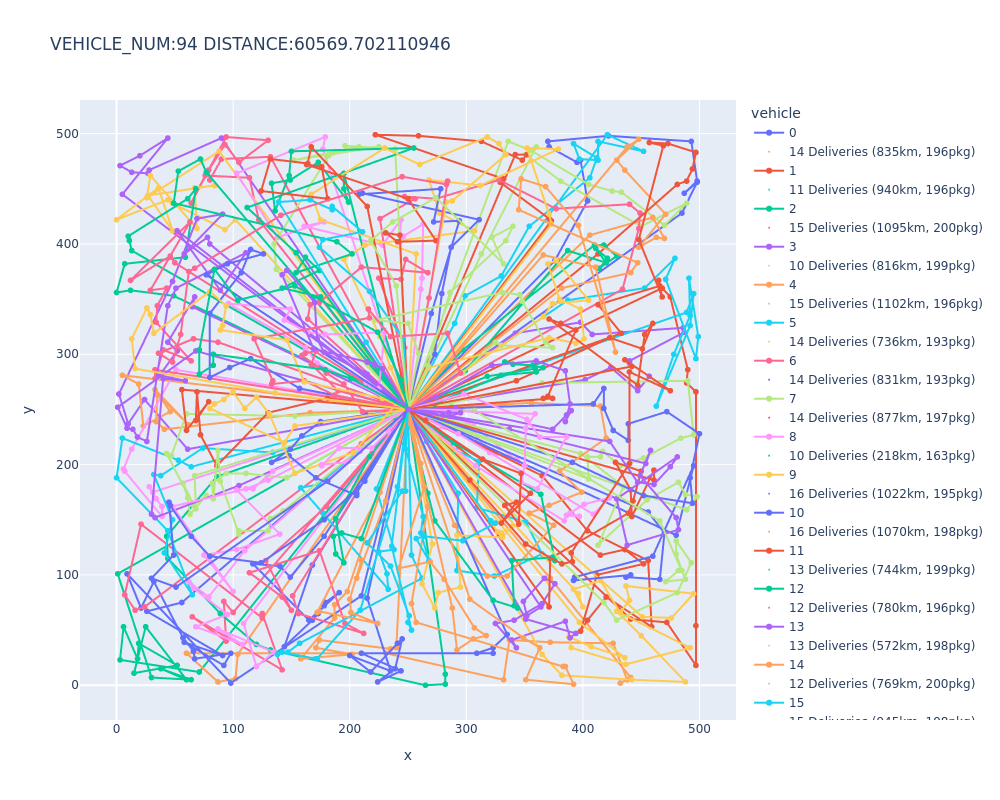 VEHICLE_NUM:94 DISTANCE:60569.702110946
vehicle
0
14 Deliveries (835km, 196pkg)
1
11 Deliveries (940km, 196pkg)
2
15 Deliveries (1095km, 200pkg)
3
10 Deliveries (816km, 199pkg)
4
15 Deliveries (1102km, 196pkg)
5
14 Deliveries (736km, 193pkg)
6
14 Deliveries (831km, 193pkg)
7
14 Deliveries (877km, 197pkg)
8
10 Deliveries (218km, 163pkg)
9
16 Deliveries (1022km, 195pkg)
10
16 Deliveries (1070km, 198pkg)
11
13 Deliveries (744km, 199pkg)
12
12 Deliveries (780km, 196pkg)
13
13 Deliveries (572km, 198pkg)
14
12 Deliveries (769km, 200pkg)
15
500
400
300
200
100
0
y
0 100 200 300 400 500
x